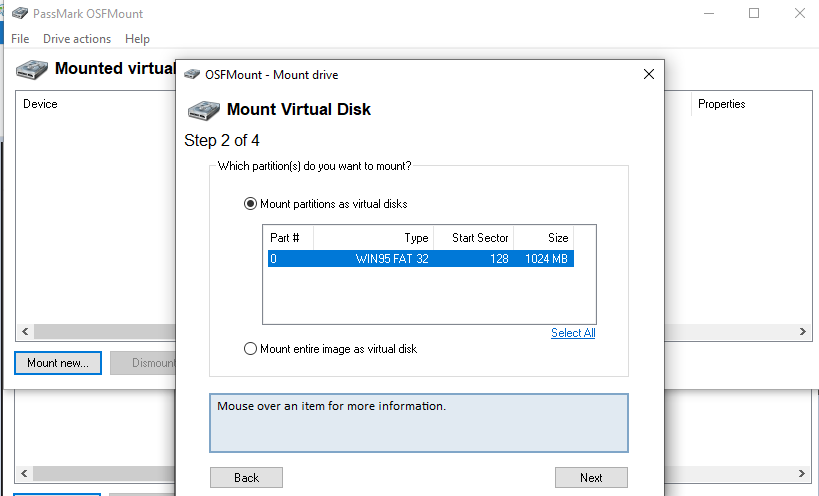 PassMark OSFMount
File Drive actions Help
Mounted virtual
Device Properties
Mount new... Dismount
OSFMount - Mount drive
Mount Virtual Disk
Step 2 of 4
Which partition(s) do you want to mount?
Mount partitions as virtual disks
Part # Type Start Sector Size
0 WIN95 FAT 32 128 1024 MB
Select All
Mount entire image as virtual disk
Mouse over an item for more information.
Back Next